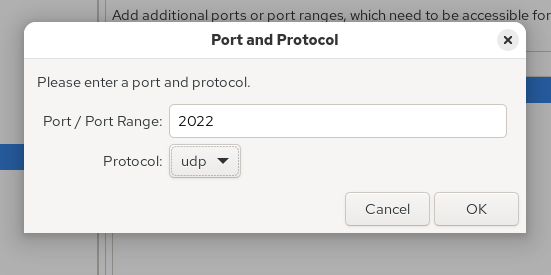 Add additional ports or port ranges, which need to be accessible for
Port and Protocol
Please enter a port and protocol.
Port / Port Range: 2022
Protocol: udp
Cancel OK